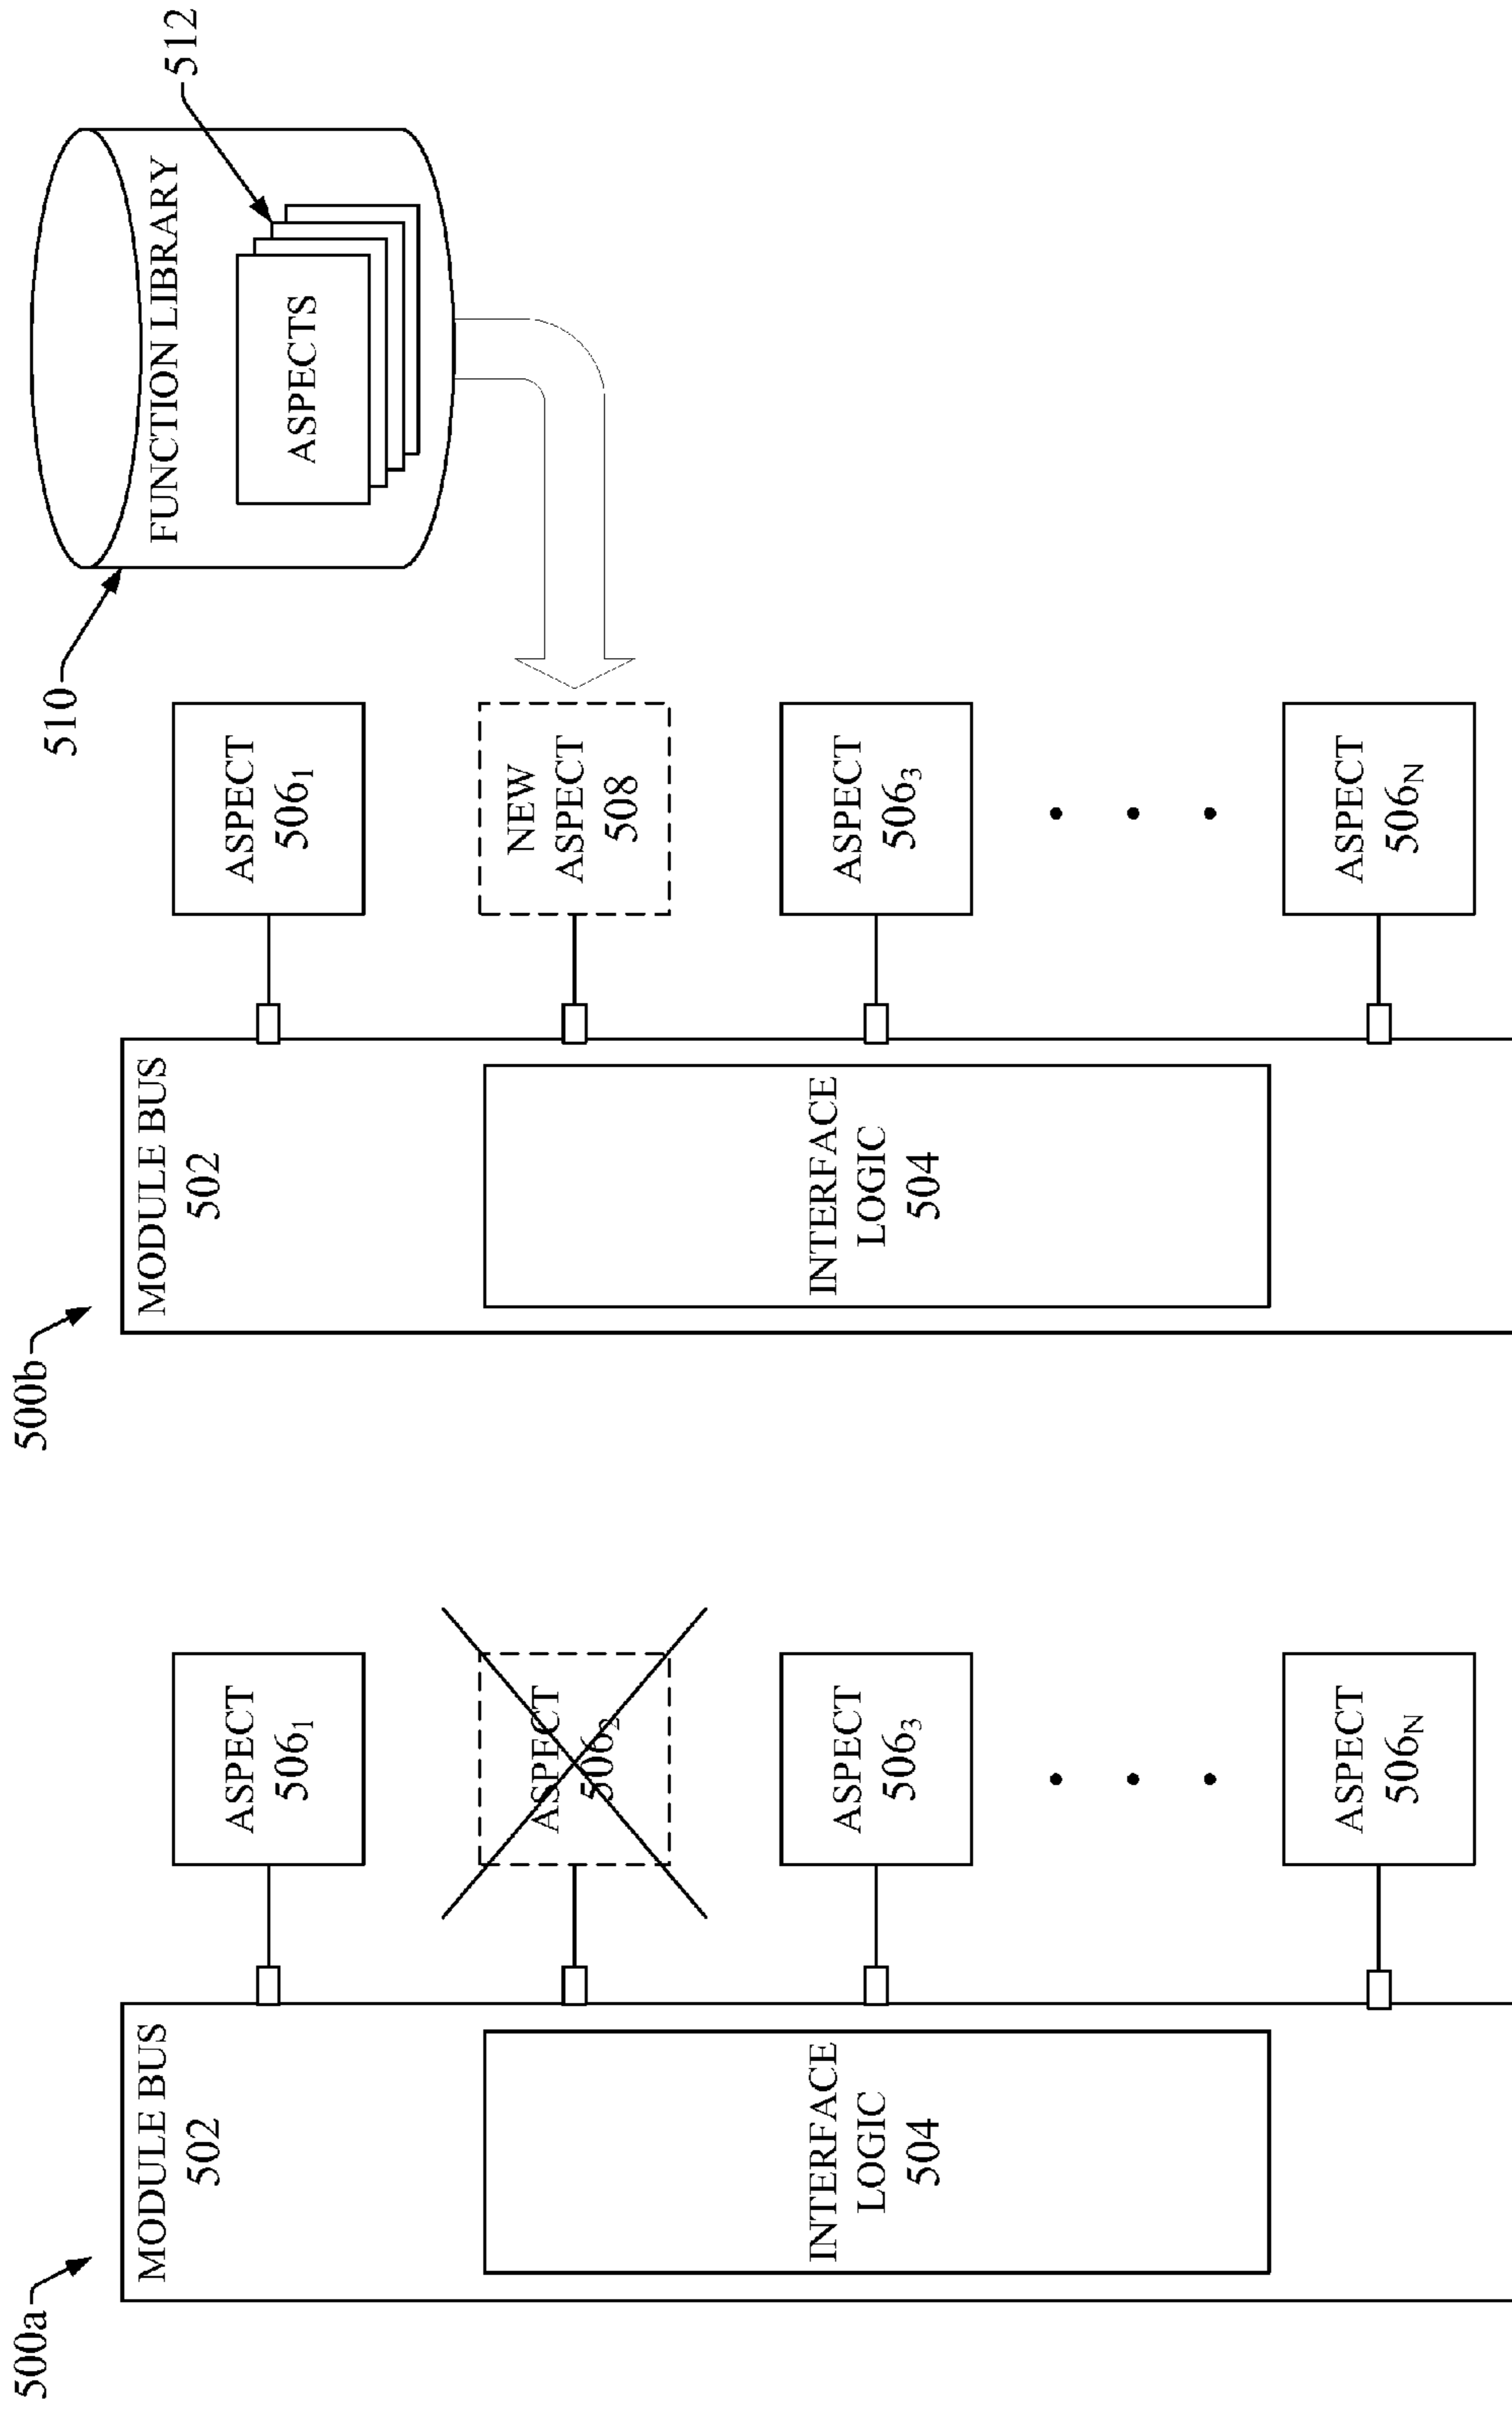 500a
MODULE BUS
502
INTERFACE
LOGIC
504
ASPECT
506₁
ASPECT
506₂
ASPECT
506₃
ASPECT
506N
500b
MODULE BUS
502
INTERFACE
LOGIC
504
ASPECT
506₁
NEW
ASPECT
508
ASPECT
506₃
ASPECT
506N
510
FUNCTION LIBRARY
ASPECTS
512